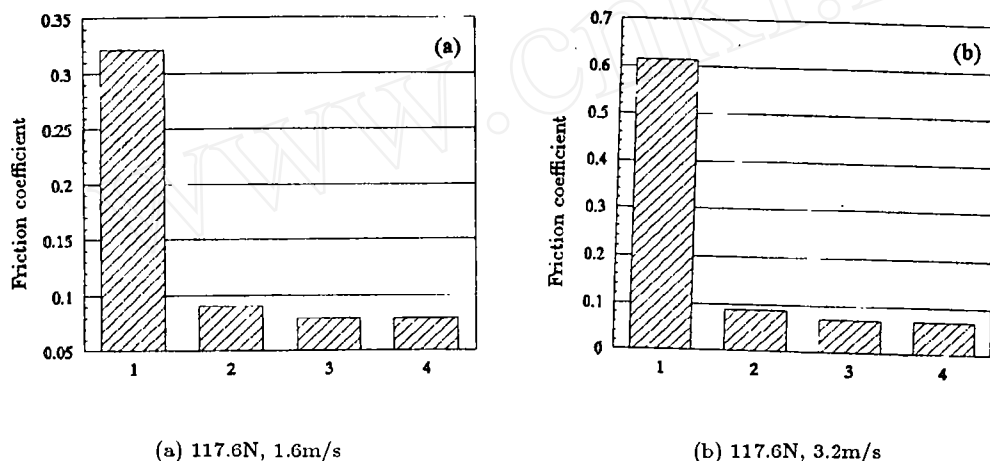 0.35
0.3
0.25
0.2
0.15
0.1
0.05
Friction coefficient
(a)
1 2 3 4
0.7
0.6
0.5
0.4
0.3
0.2
0.1
0
Friction coefficient
(b)
1 2 3 4
(a) 117.6N, 1.6m/s
(b) 117.6N, 3.2m/s
www.cnki.